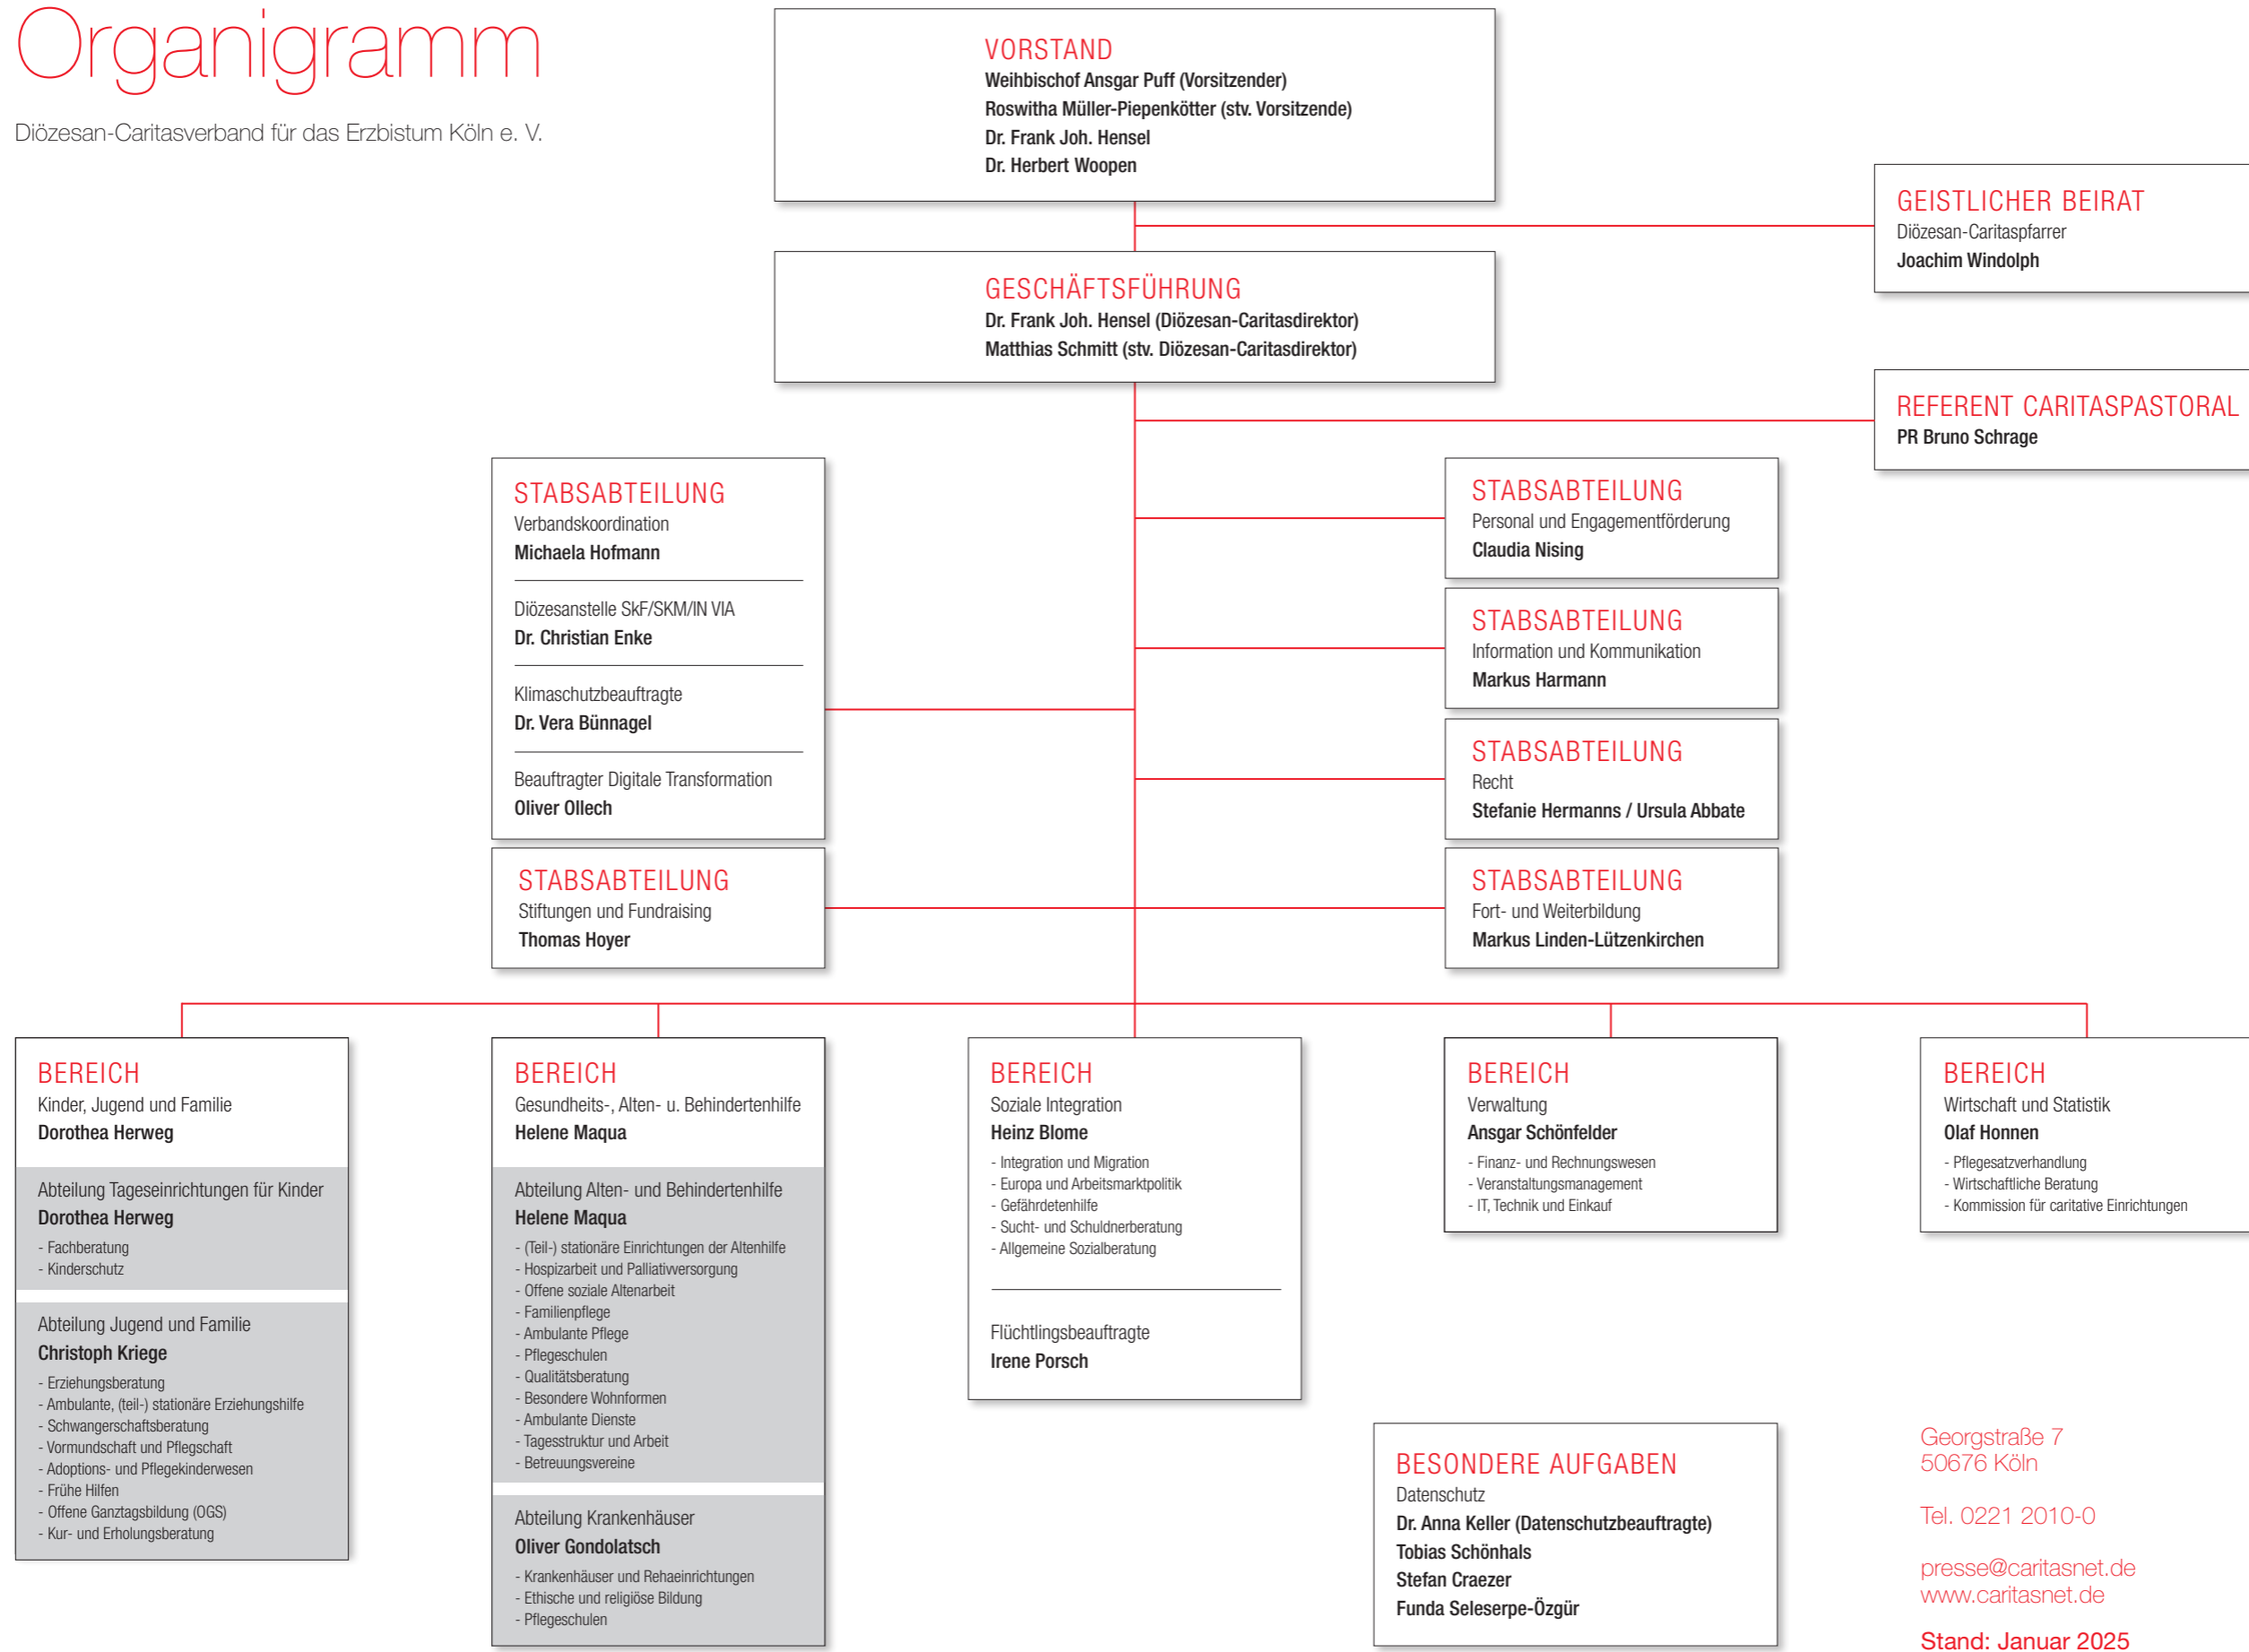 Organigramm
Diözesan-Caritasverband für das Erzbistum Köln e. V.
VORSTAND
Weihbischof Ansgar Puff (Vorsitzender)
Roswitha Müller-Piepenkötter (stv. Vorsitzende)
Dr. Frank Joh. Hensel
Dr. Herbert Woopen
GEISTLICHER BEIRAT
Diözesan-Caritaspfarrer
Joachim Windolph
GESCHÄFTSFÜHRUNG
Dr. Frank Joh. Hensel (Diözesan-Caritasdirektor)
Matthias Schmitt (stv. Diözesan-Caritasdirektor)
REFERENT CARITASPASTORAL
PR Bruno Schrage
STABSABTEILUNG
Verbandskoordination
Michaela Hofmann
Diözesanstelle SkF/SKM/IN VIA
Dr. Christian Enke
Klimaschutzbeauftragte
Dr. Vera Bünnagel
Beauftragter Digitale Transformation
Oliver Ollech
STABSABTEILUNG
Stiftungen und Fundraising
Thomas Hoyer
STABSABTEILUNG
Personal und Engagementförderung
Claudia Nising
STABSABTEILUNG
Information und Kommunikation
Markus Harmann
STABSABTEILUNG
Recht
Stefanie Hermanns / Ursula Abbate
STABSABTEILUNG
Fort- und Weiterbildung
Markus Linden-Lützenkirchen
BEREICH
Kinder, Jugend und Familie
Dorothea Herweg
Abteilung Tageseinrichtungen für Kinder
Dorothea Herweg
- Fachberatung
- Kinderschutz
Abteilung Jugend und Familie
Christoph Kriege
- Erziehungsberatung
- Ambulante, (teil-) stationäre Erziehungshilfe
- Schwangerschaftsberatung
- Vormundschaft und Pflegschaft
- Adoptions- und Pflegekinderwesen
- Frühe Hilfen
- Offene Ganztagsbildung (OGS)
- Kur- und Erholungsberatung
BEREICH
Gesundheits-, Alten- u. Behindertenhilfe
Helene Maqua
Abteilung Alten- und Behindertenhilfe
Helene Maqua
- (Teil-) stationäre Einrichtungen der Altenhilfe
- Hospizarbeit und Palliativversorgung
- Offene soziale Altenarbeit
- Familienpflege
- Ambulante Pflege
- Pflegeschulen
- Qualitätsberatung
- Besondere Wohnformen
- Ambulante Dienste
- Tagesstruktur und Arbeit
- Betreuungsvereine
Abteilung Krankenhäuser
Oliver Gondolatsch
- Krankenhäuser und Rehaeinrichtungen
- Ethische und religiöse Bildung
- Pflegeschulen
BEREICH
Soziale Integration
Heinz Blome
- Integration und Migration
- Europa und Arbeitsmarktpolitik
- Gefährdetenhilfe
- Sucht- und Schuldnerberatung
- Allgemeine Sozialberatung
Flüchtlingsbeauftragte
Irene Porsch
BEREICH
Verwaltung
Ansgar Schönfelder
- Finanz- und Rechnungswesen
- Veranstaltungsmanagement
- IT, Technik und Einkauf
BEREICH
Wirtschaft und Statistik
Olaf Honnen
- Pflegesatzverhandlung
- Wirtschaftliche Beratung
- Kommission für caritative Einrichtungen
BESONDERE AUFGABEN
Datenschutz
Dr. Anna Keller (Datenschutzbeauftragte)
Tobias Schönhals
Stefan Craezer
Funda Seleserpe-Özgür
Georgstraße 7
50676 Köln
Tel. 0221 2010-0
presse@caritasnet.de
www.caritasnet.de
Stand: Januar 2025